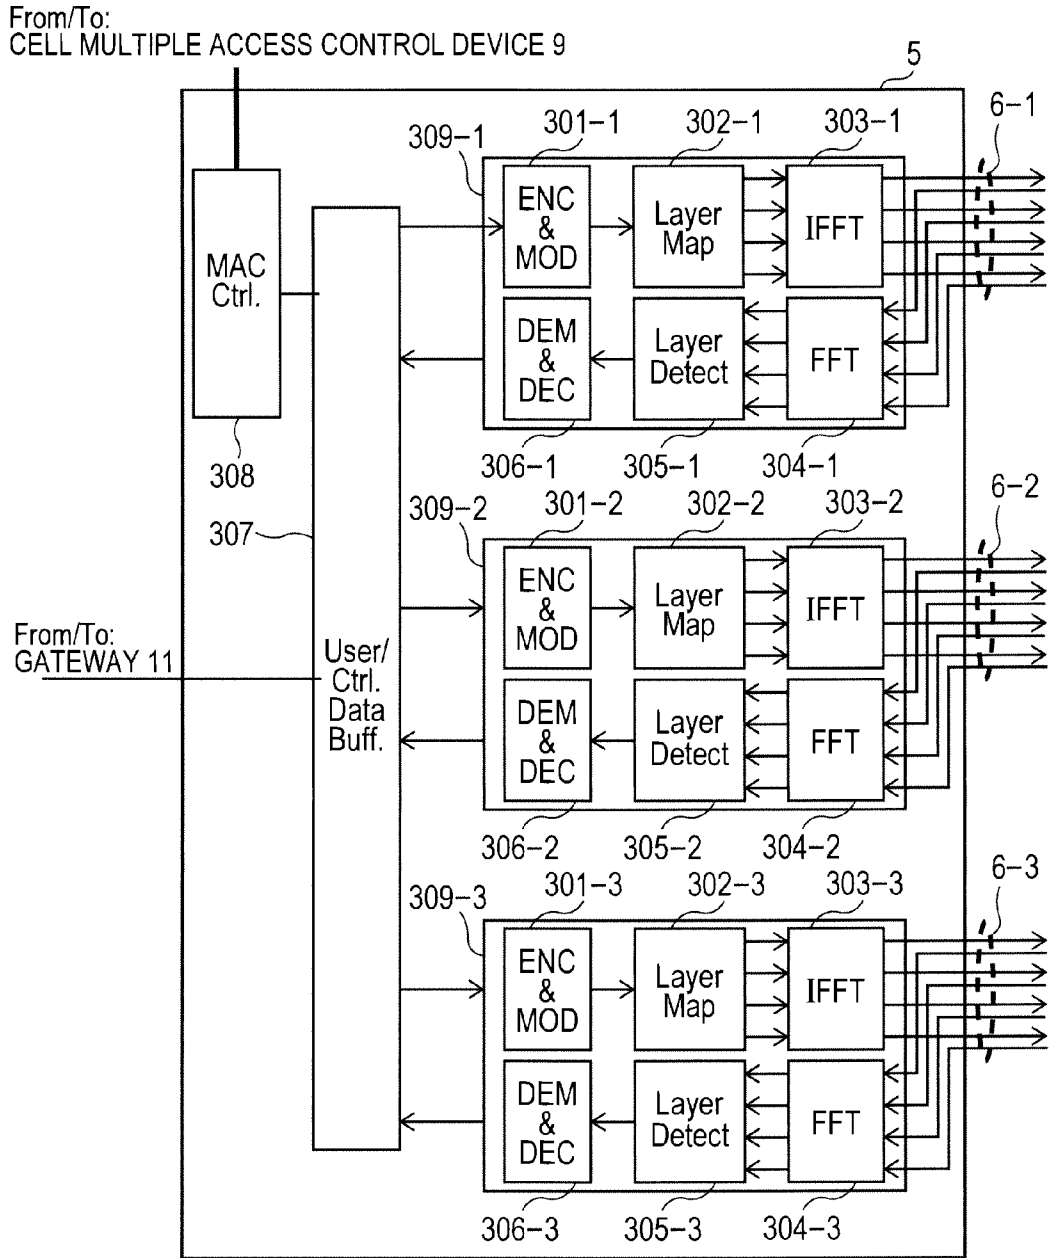 From/To:
CELL MULTIPLE ACCESS CONTROL DEVICE 9
5
6-1
309-1
301-1
302-1
303-1
MAC
Ctrl.
ENC
&
MOD
Layer
Map
IFFT
DEM
&
DEC
Layer
Detect
FFT
308
306-1
305-1
304-1
307
309-2
301-2
302-2
303-2
6-2
ENC
&
MOD
Layer
Map
IFFT
From/To:
GATEWAY 11
User/
Ctrl.
Data
Buff.
DEM
&
DEC
Layer
Detect
FFT
306-2
305-2
304-2
309-3
301-3
302-3
303-3
6-3
ENC
&
MOD
Layer
Map
IFFT
DEM
&
DEC
Layer
Detect
FFT
306-3
305-3
304-3